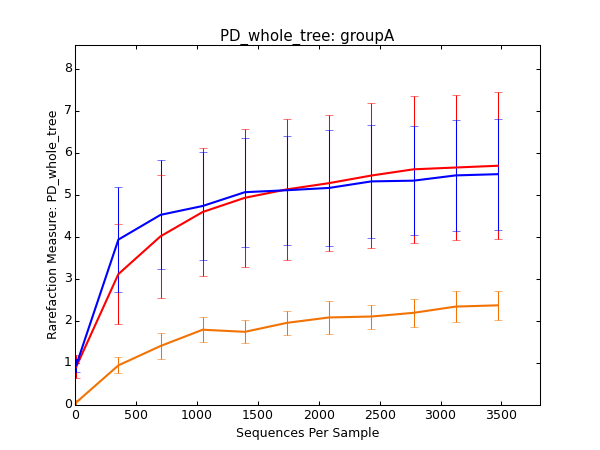 PD_whole_tree: groupA
Rarefaction Measure: PD_whole_tree
8
7
6
5
4
3
2
1
0
0 500 1000 1500 2000 2500 3000 3500
Sequences Per Sample